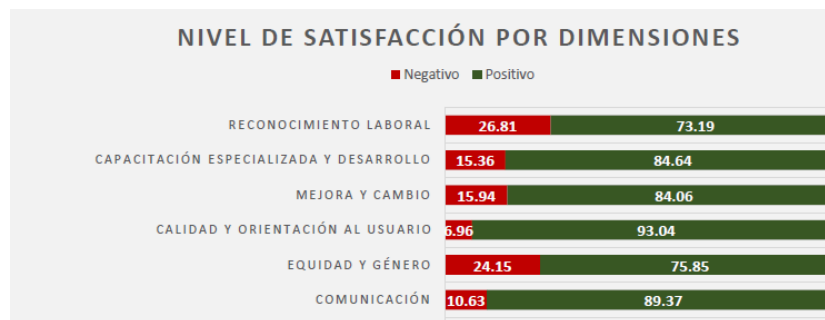 NIVEL DE SATISFACCIÓN POR DIMENSIONES
Negativo Positivo
RECONOCIMIENTO LABORAL 26.81 73.19
CAPACITACIÓN ESPECIALIZADA Y DESARROLLO 15.36 84.64
MEJORA Y CAMBIO 15.94 84.06
CALIDAD Y ORIENTACIÓN AL USUARIO 6.96 93.04
EQUIDAD Y GÉNERO 24.15 75.85
COMUNICACIÓN 10.63 89.37